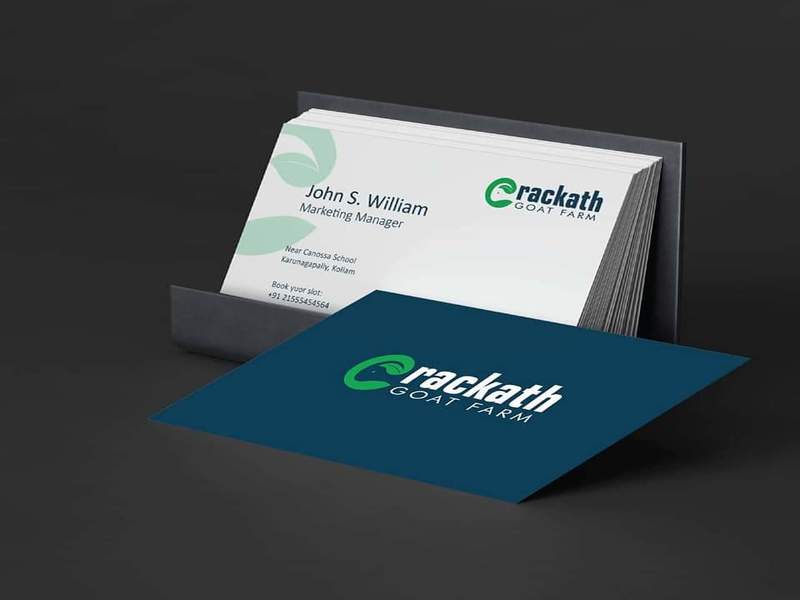 John S. William
Marketing Manager
Crackath
GOAT FARM
Near Canossa School
Karunagapally, Kollam
Book yuor slot:
+91 21555454564
Crackath
GOAT FARM